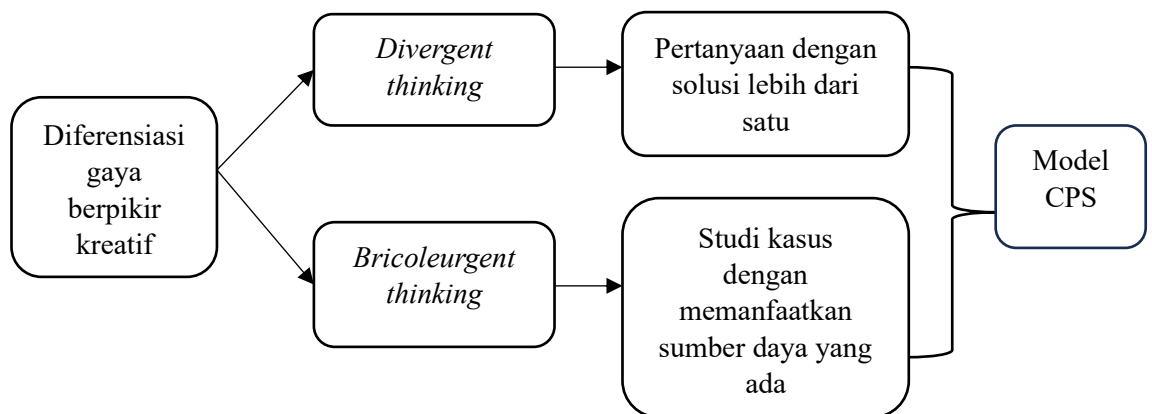 Diferensiasi
gaya
berpikir
kreatif
Divergent
thinking
Pertanyaan dengan
solusi lebih dari
satu
Bricoleurgent
thinking
Studi kasus
dengan
memanfaatkan
sumber daya yang
ada
Model
CPS